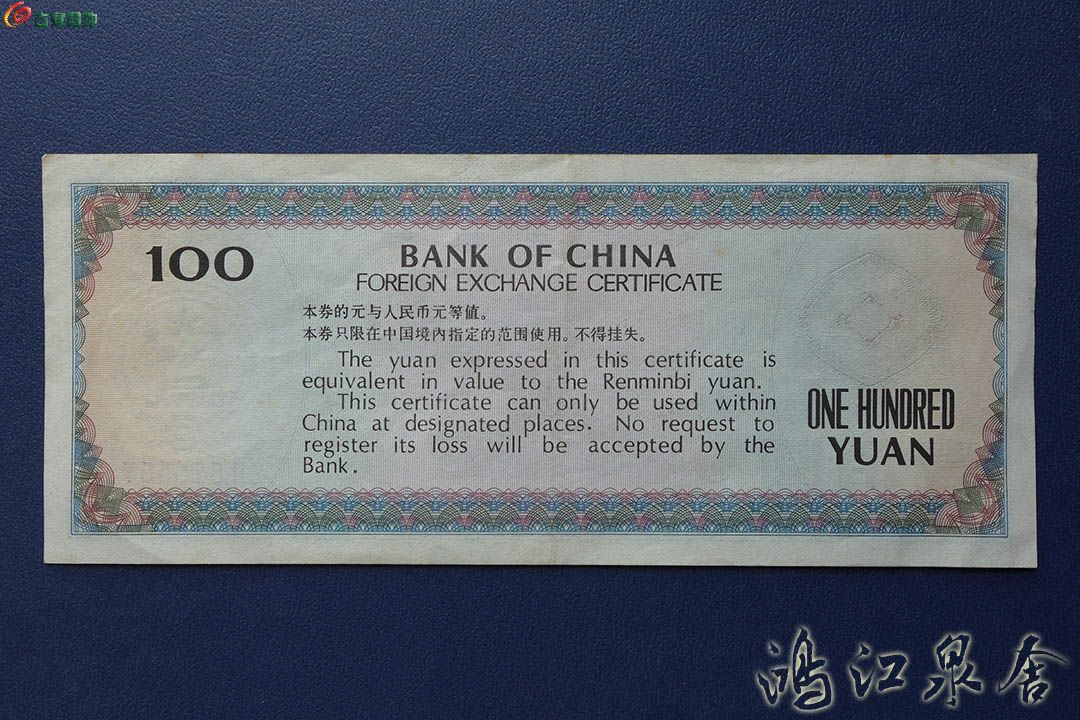 古泉園地
100
BANK OF CHINA
FOREIGN EXCHANGE CERTIFICATE
本券的元与人民币元等值。
本券只限在中国境内指定的范围使用。不得挂失。
The yuan expressed in this certificate is
equivalent in value to the Renminbi yuan.
This certificate can only be used within
China at designated places. No request to
register its loss will be accepted by the
Bank.
ONE HUNDRED
YUAN
鸿江泉舍